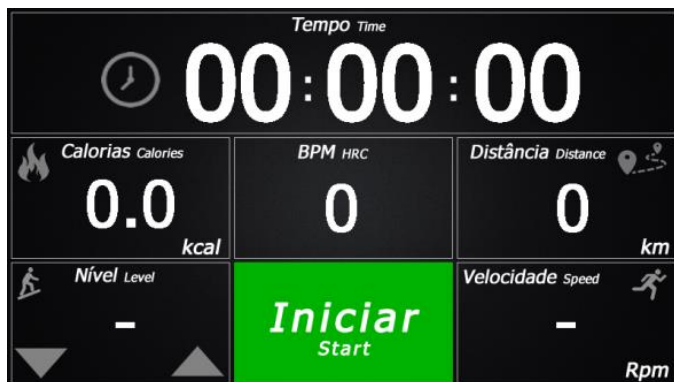 Tempo Time
00:00:00
Calorias Calories
0.0
kcal
BPM HRC
0
Distância Distance
0
km
Nível Level
-
Iniciar
Start
Velocidade Speed
-
Rpm